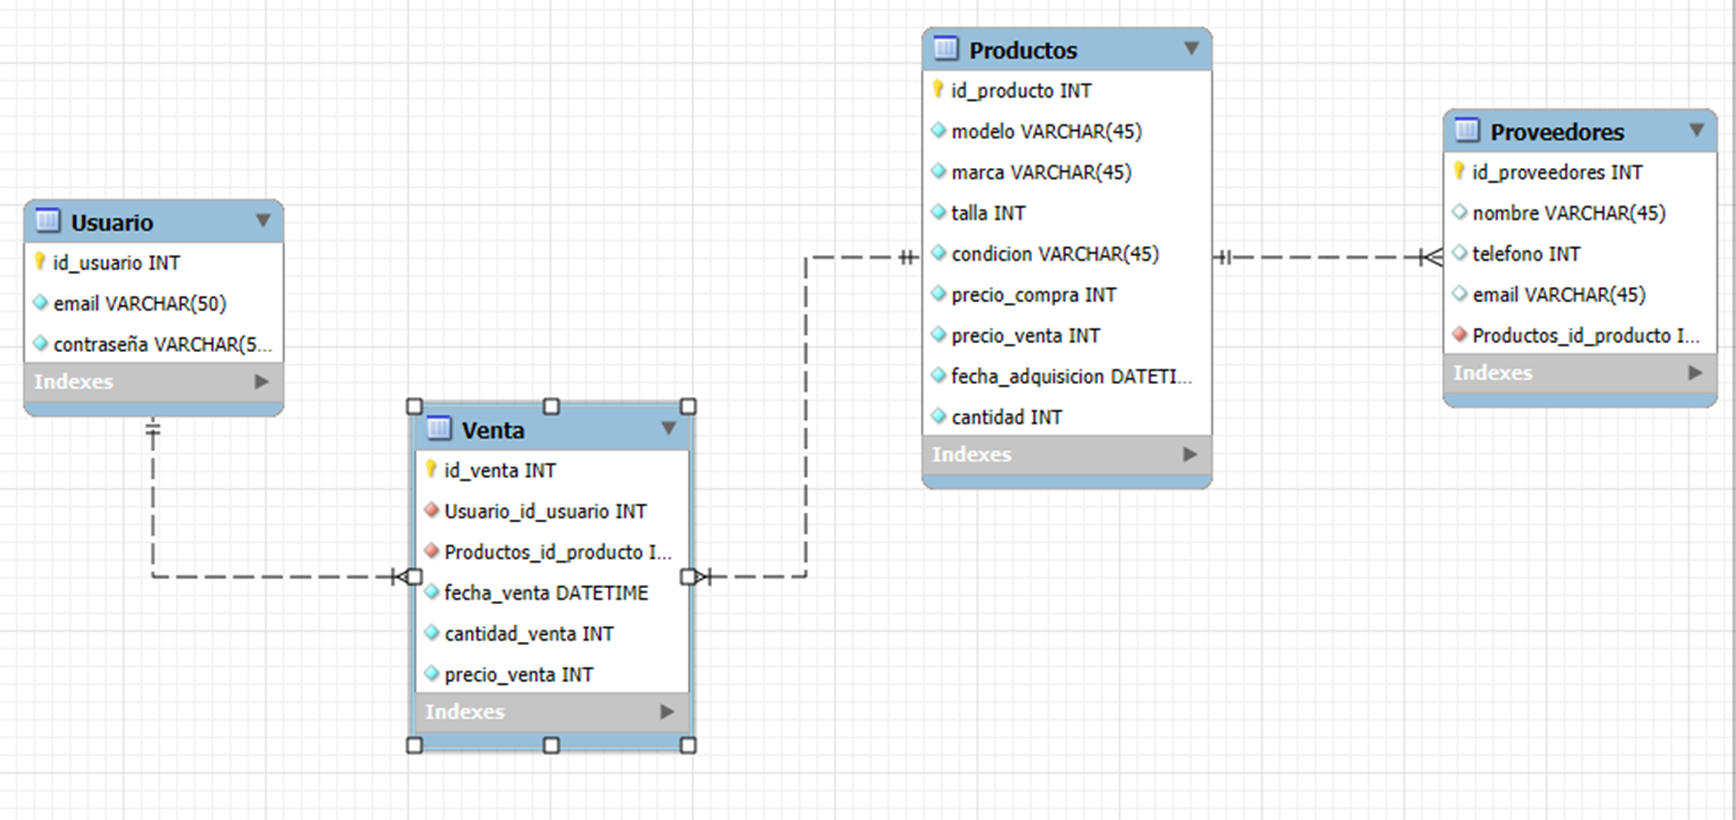 Usuario
id_usuario INT
email VARCHAR(50)
contraseña VARCHAR(5...
Indexes
Venta
id_venta INT
Usuario_id_usuario INT
Productos_id_producto I...
fecha_venta DATETIME
cantidad_venta INT
precio_venta INT
Indexes
Productos
id_producto INT
modelo VARCHAR(45)
marca VARCHAR(45)
talla INT
condicion VARCHAR(45)
precio_compra INT
precio_venta INT
fecha_adquisicion DATETI...
cantidad INT
Indexes
Proveedores
id_proveedores INT
nombre VARCHAR(45)
telefono INT
email VARCHAR(45)
Productos_id_producto I...
Indexes